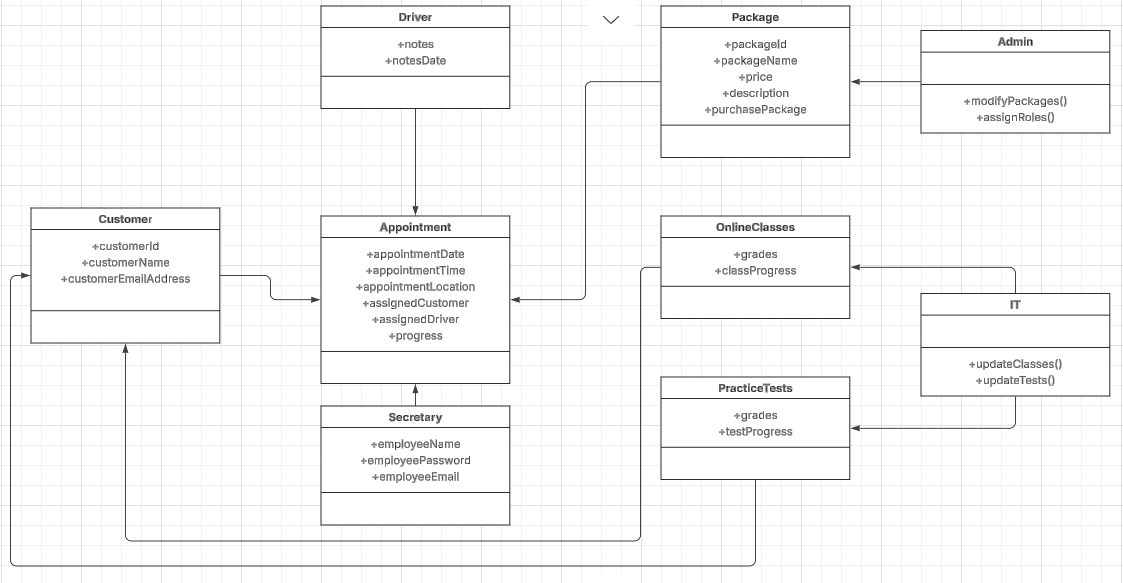 Driver
+notes
+notesDate
Package
+packageId
+packageName
+price
+description
+purchasePackage
Admin
+modifyPackages()
+assignRoles()
Customer
+customerId
+customerName
+customerEmailAddress
Appointment
+appointmentDate
+appointmentTime
+appointmentLocation
+assignedCustomer
+assignedDriver
+progress
OnlineClasses
+grades
+classProgress
IT
+updateClasses()
+updateTests()
PracticeTests
+grades
+testProgress
Secretary
+employeeName
+employeePassword
+employeeEmail